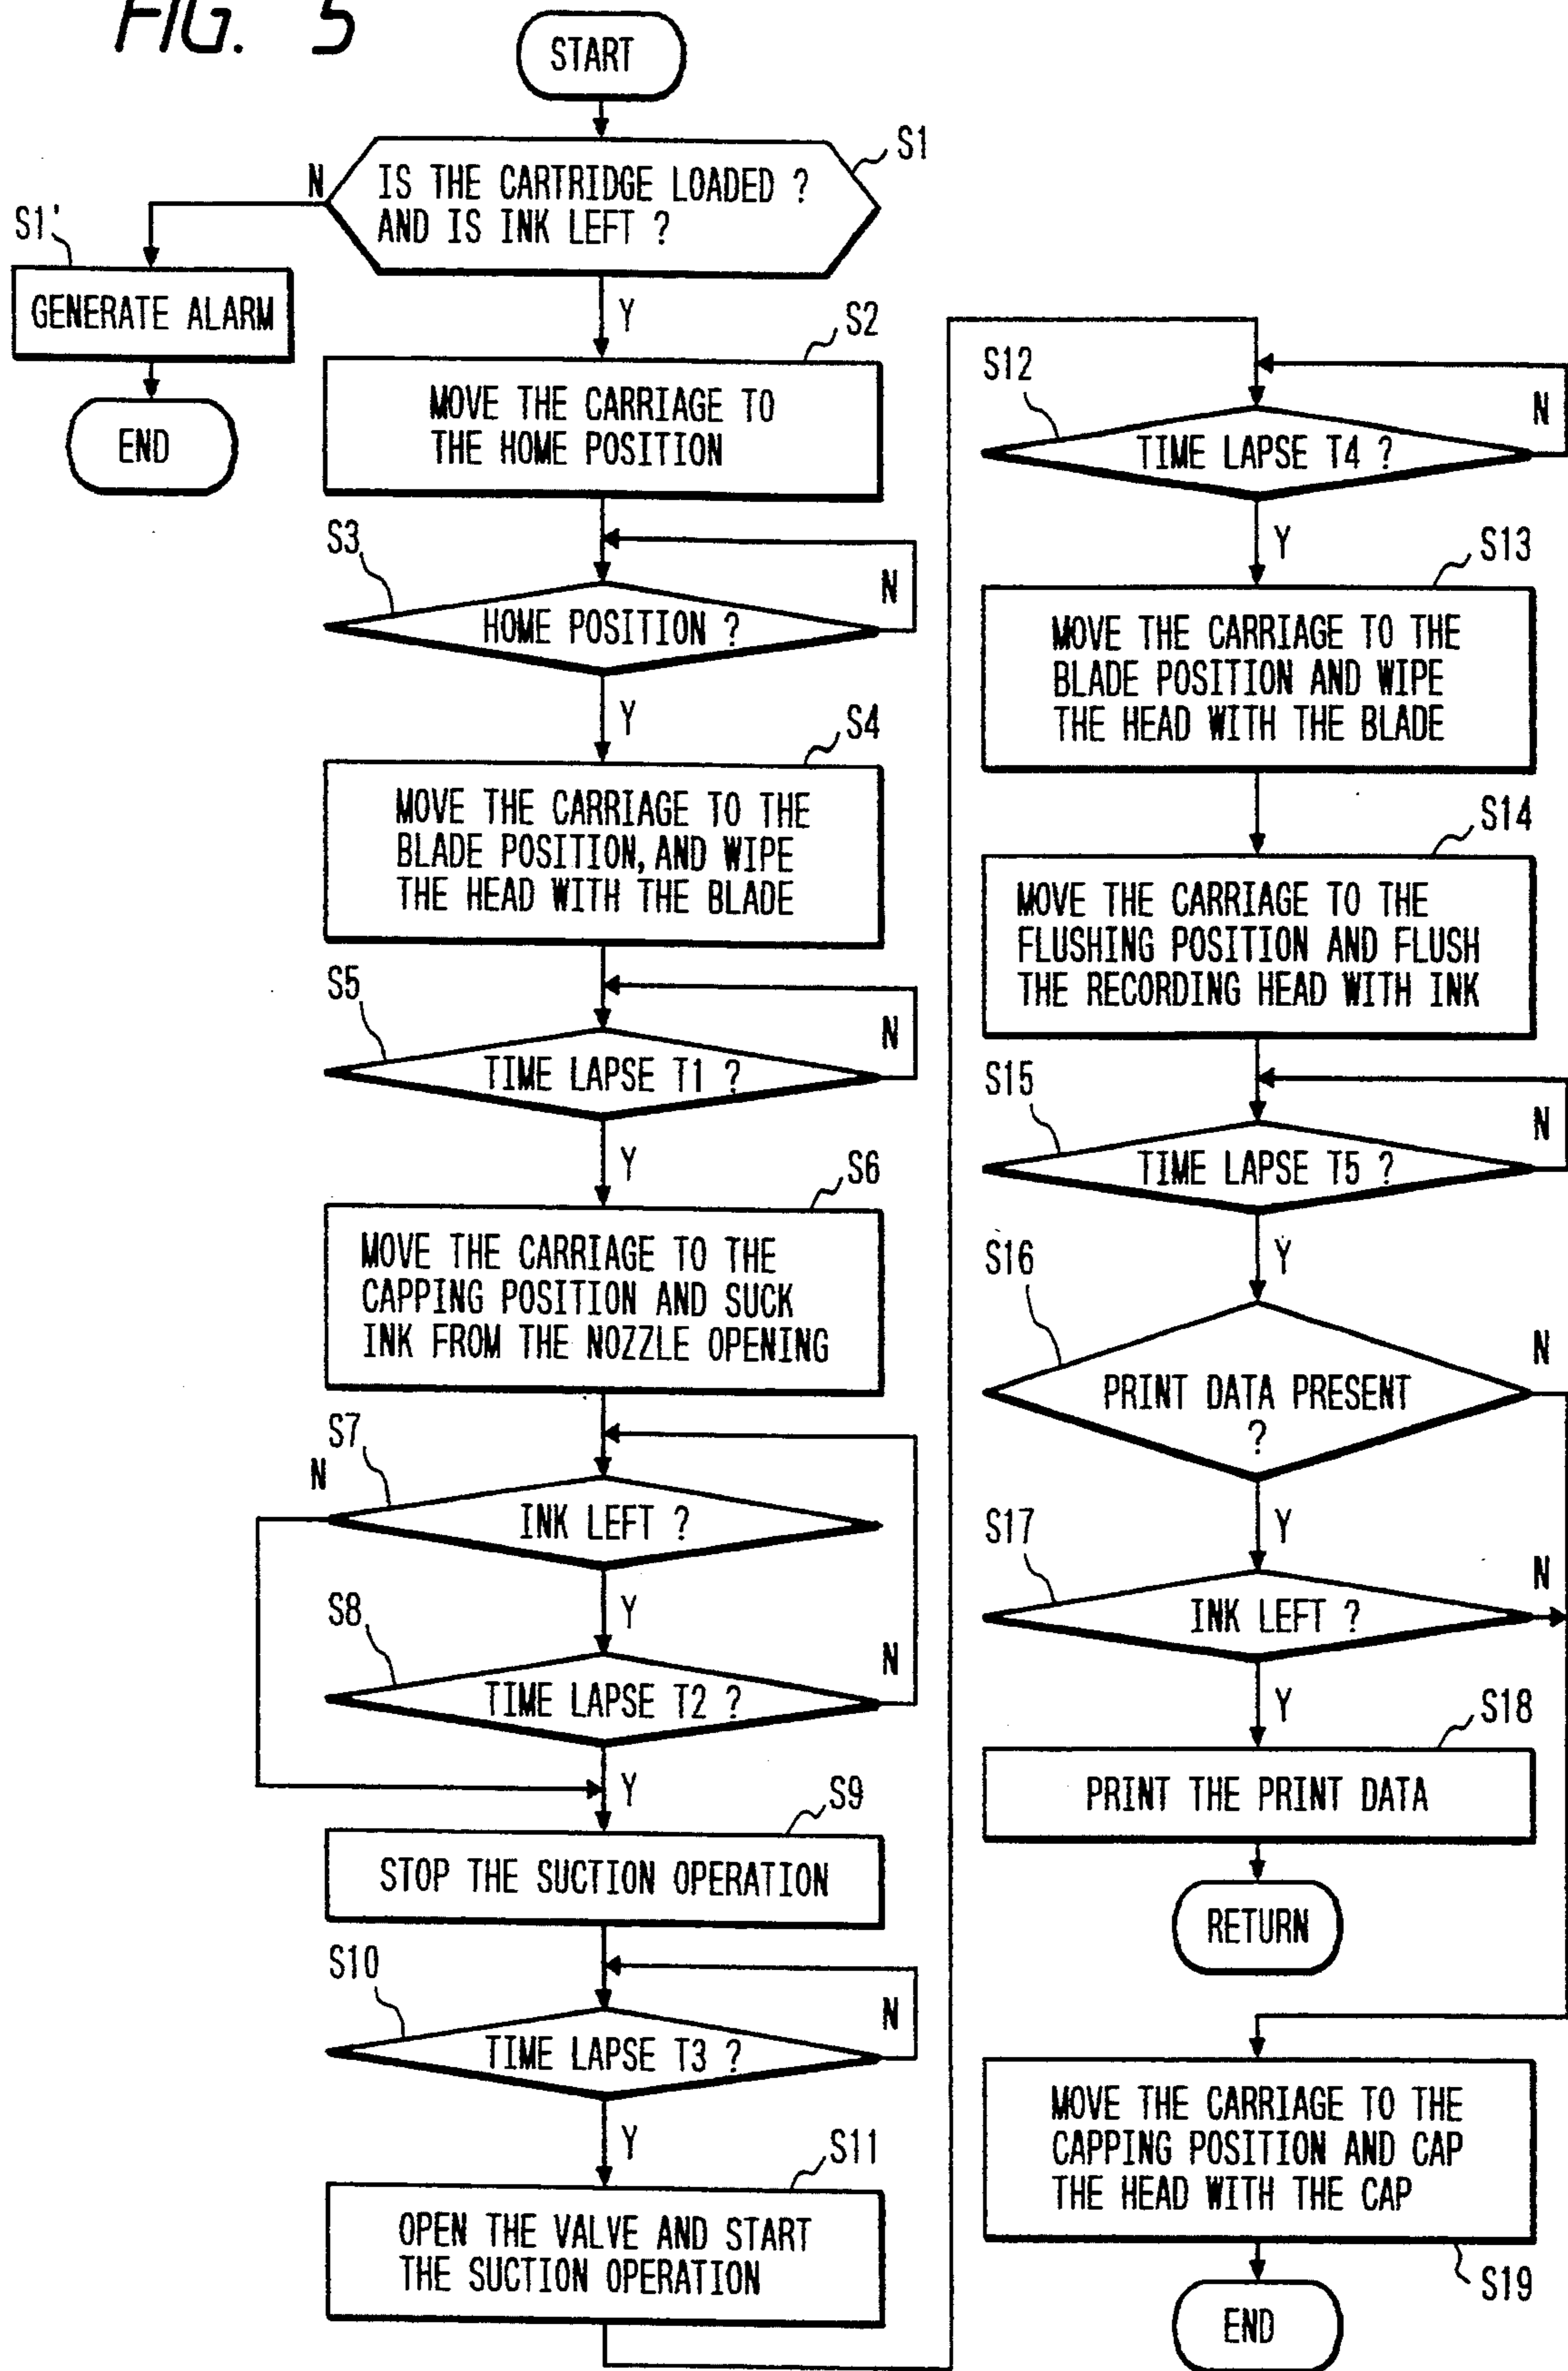 FIG. 5
START
S1
IS THE CARTRIDGE LOADED ?
AND IS INK LEFT ?
N
S1'
GENERATE ALARM
END
Y
S2
MOVE THE CARRIAGE TO
THE HOME POSITION
S3
HOME POSITION ?
N
Y
S4
MOVE THE CARRIAGE TO THE
BLADE POSITION, AND WIPE
THE HEAD WITH THE BLADE
S5
TIME LAPSE T1 ?
N
Y
S6
MOVE THE CARRIAGE TO THE
CAPPING POSITION AND SUCK
INK FROM THE NOZZLE OPENING
S7
N
INK LEFT ?
Y
S8
TIME LAPSE T2 ?
N
Y
S9
STOP THE SUCTION OPERATION
S10
TIME LAPSE T3 ?
N
Y
S11
OPEN THE VALVE AND START
THE SUCTION OPERATION
S12
TIME LAPSE T4 ?
N
Y
S13
MOVE THE CARRIAGE TO THE
BLADE POSITION AND WIPE
THE HEAD WITH THE BLADE
S14
MOVE THE CARRIAGE TO THE
FLUSHING POSITION AND FLUSH
THE RECORDING HEAD WITH INK
S15
TIME LAPSE T5 ?
N
Y
S16
PRINT DATA PRESENT
?
N
Y
S17
INK LEFT ?
N
Y
S18
PRINT THE PRINT DATA
RETURN
MOVE THE CARRIAGE TO THE
CAPPING POSITION AND CAP
THE HEAD WITH THE CAP
S19
END